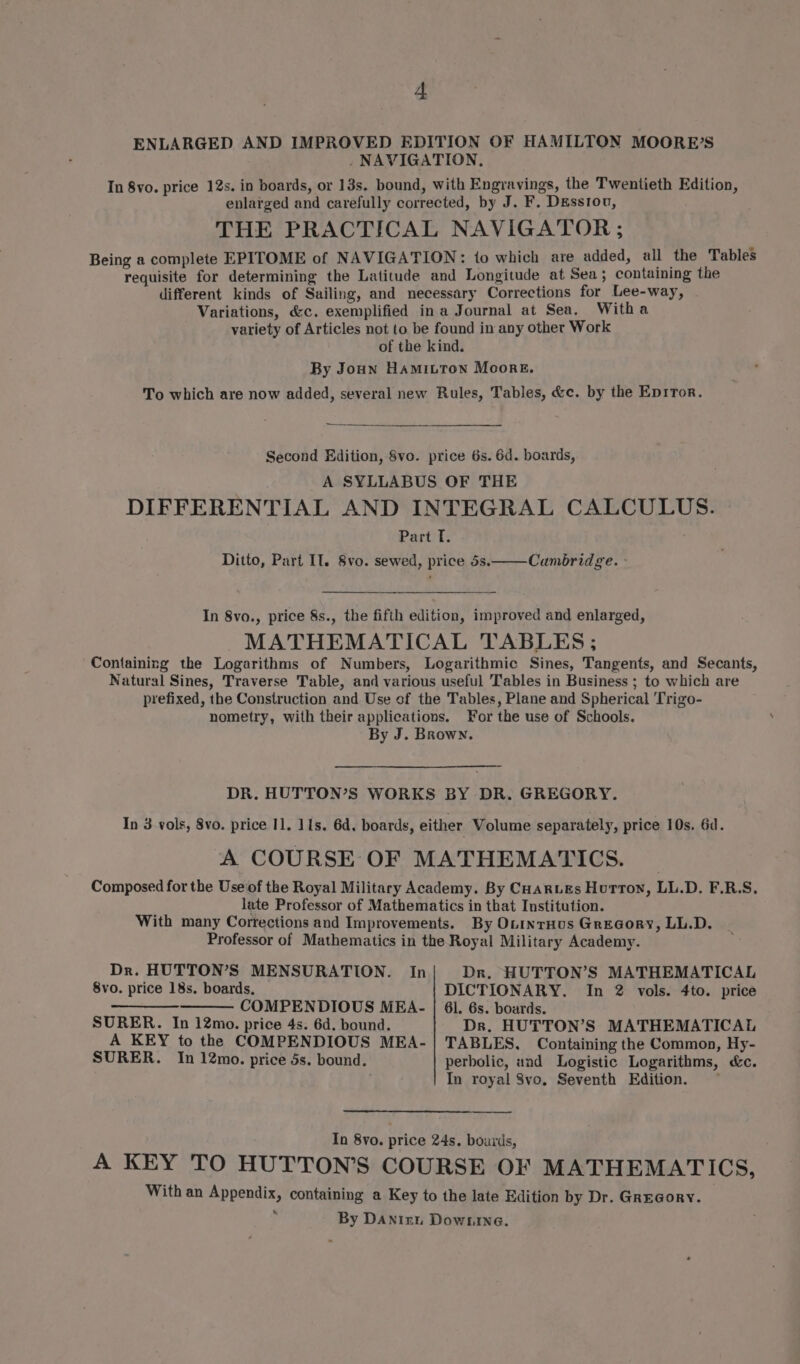 4
ENLARGED AND IMPROVED EDITION OF HAMILTON MOORE'S
NAVIGATION.
In 8vo. price 12s. in boards, or 13s. bound, with Engravings, the Twentieth Edition,
enlarged and carefully corrected, by J. F. DESSIOU,
THE PRACTICAL NAVIGATOR;
Being a complete EPITOME of NAVIGATION: to which are added, all the Tables
requisite for determining the Latitude and Longitude at Sea; containing the
different kinds of Sailing, and necessary Corrections for Lee-way,
Variations, &c. exemplified in a Journal at Sea. With a
variety of Articles not to be found in any other Work
of the kind.
By JOHN HAMILTON MOORE.
To which are now added, several new Rules, Tables, &c. by the EDITOR.
Second Edition, 8vo. price 6s. 6d. boards,
A SYLLABUS OF THE
DIFFERENTIAL AND INTEGRAL CALCULUS.
Part I.
Ditto, Part II. 8vo. sewed, price 5s.——Cambridge.
In 8vo., price 8s., the fifth edition, improved and enlarged,
MATHEMATICAL TABLES;
Containing the Logarithms of Numbers, Logarithmic Sines, Tangents, and Secants,
Natural Sines, Traverse Table, and various useful Tables in Business; to which are
prefixed, the Construction and Use of the Tables, Plane and Spherical Trigo-
nometry, with their applications. For the use of Schools.
By J. BROWN.
DR. HUTTON'S WORKS BY DR. GREGORY.
In 3 vols, 8vo. price 1l. 11s. 6d. boards, either Volume separately, price 10s. 6d.
A COURSE OF MATHEMATICS.
Composed for the Use of the Royal Military Academy. By CHARLES HUTTON, LL.D. F.R.S.
late Professor of Mathematics in that Institution.
With many Corrections and Improvements. By OLINTHUS GREGORY, LL.D.
Professor of Mathematics in the Royal Military Academy.
DR. HUTTON'S MENSURATION. In
8vo. price 18s. boards.
———— COMPENDIOUS MEA-
SURER. In 12mo. price 4s. 6d. bound.
A KEY to the COMPENDIOUS MEA-
SURER. In 12mo. price 5s. bound.
DR. HUTTON'S MATHEMATICAL
DICTIONARY. In 2 vols. 4to. price
6l. 6s. boards.
DR. HUTTON'S MATHEMATICAL
TABLES. Containing the Common, Hy-
perbolic, and Logistic Logarithms, &c.
In royal 8vo. Seventh Edition.
In 8vo. price 24s. boards,
A KEY TO HUTTON'S COURSE OF MATHEMATICS,
With an Appendix, containing a Key to the late Edition by Dr. GREGORY.
By DANIEL DOWLING.